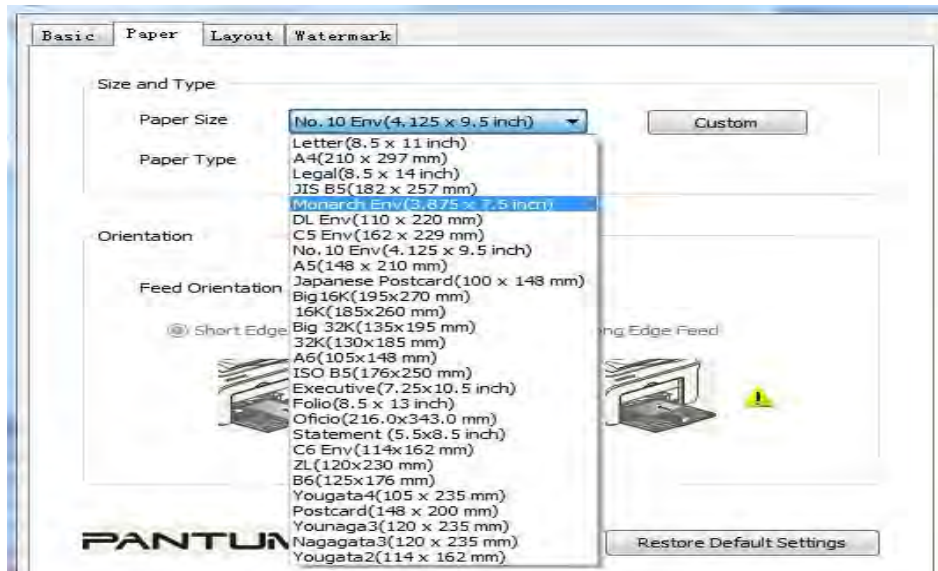 Basic Paper Layout Watermark
Size and Type
Paper Size No. 10 Env(4.125 x 9.5 inch) Custom
Paper Type
Letter(8.5 x 11 inch)
A4(210 x 297 mm)
Legal(8.5 x 14 inch)
JIS B5(182 x 257 mm)
Monarch Env(3.875 x 7.5 inch)
DL Env(110 x 220 mm)
Orientation
C5 Env(162 x 229 mm)
No. 10 Env(4.125 x 9.5 inch)
A5(148 x 210 mm)
Feed Orientation
Japanese Postcard(100 x 148 mm)
Big16K(195x270 mm)
16K(185x260 mm)
Short Edge
Big 32K(135x195 mm)
ng Edge Feed
32K(130x185 mm)
A6(105x148 mm)
ISO B5(176x250 mm)
Executive(7.25x10.5 inch)
Folio(8.5 x 13 inch)
Oficio(216.0x343.0 mm)
Statement (5.5x8.5 inch)
C6 Env(114x162 mm)
ZL(120x230 mm)
B6(125x176 mm)
Yougata4(105 x 235 mm)
Postcard(148 x 200 mm)
Younaga3(120 x 235 mm)
Nagagata3(120 x 235 mm)
Yougata2(114 x 162 mm)
PANTUM Restore Default Settings